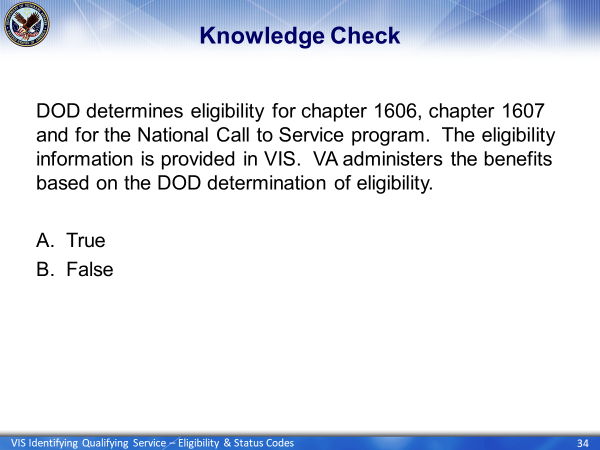 Knowledge Check
DOD determines eligibility for chapter 1606, chapter 1607
and for the National Call to Service program.  The eligibility
information is provided in VIS.  VA administers the benefits
based on the DOD determination of eligibility.
A.  True
B.  False
VIS Identifying Qualifying Service – Eligibility & Status Codes
34